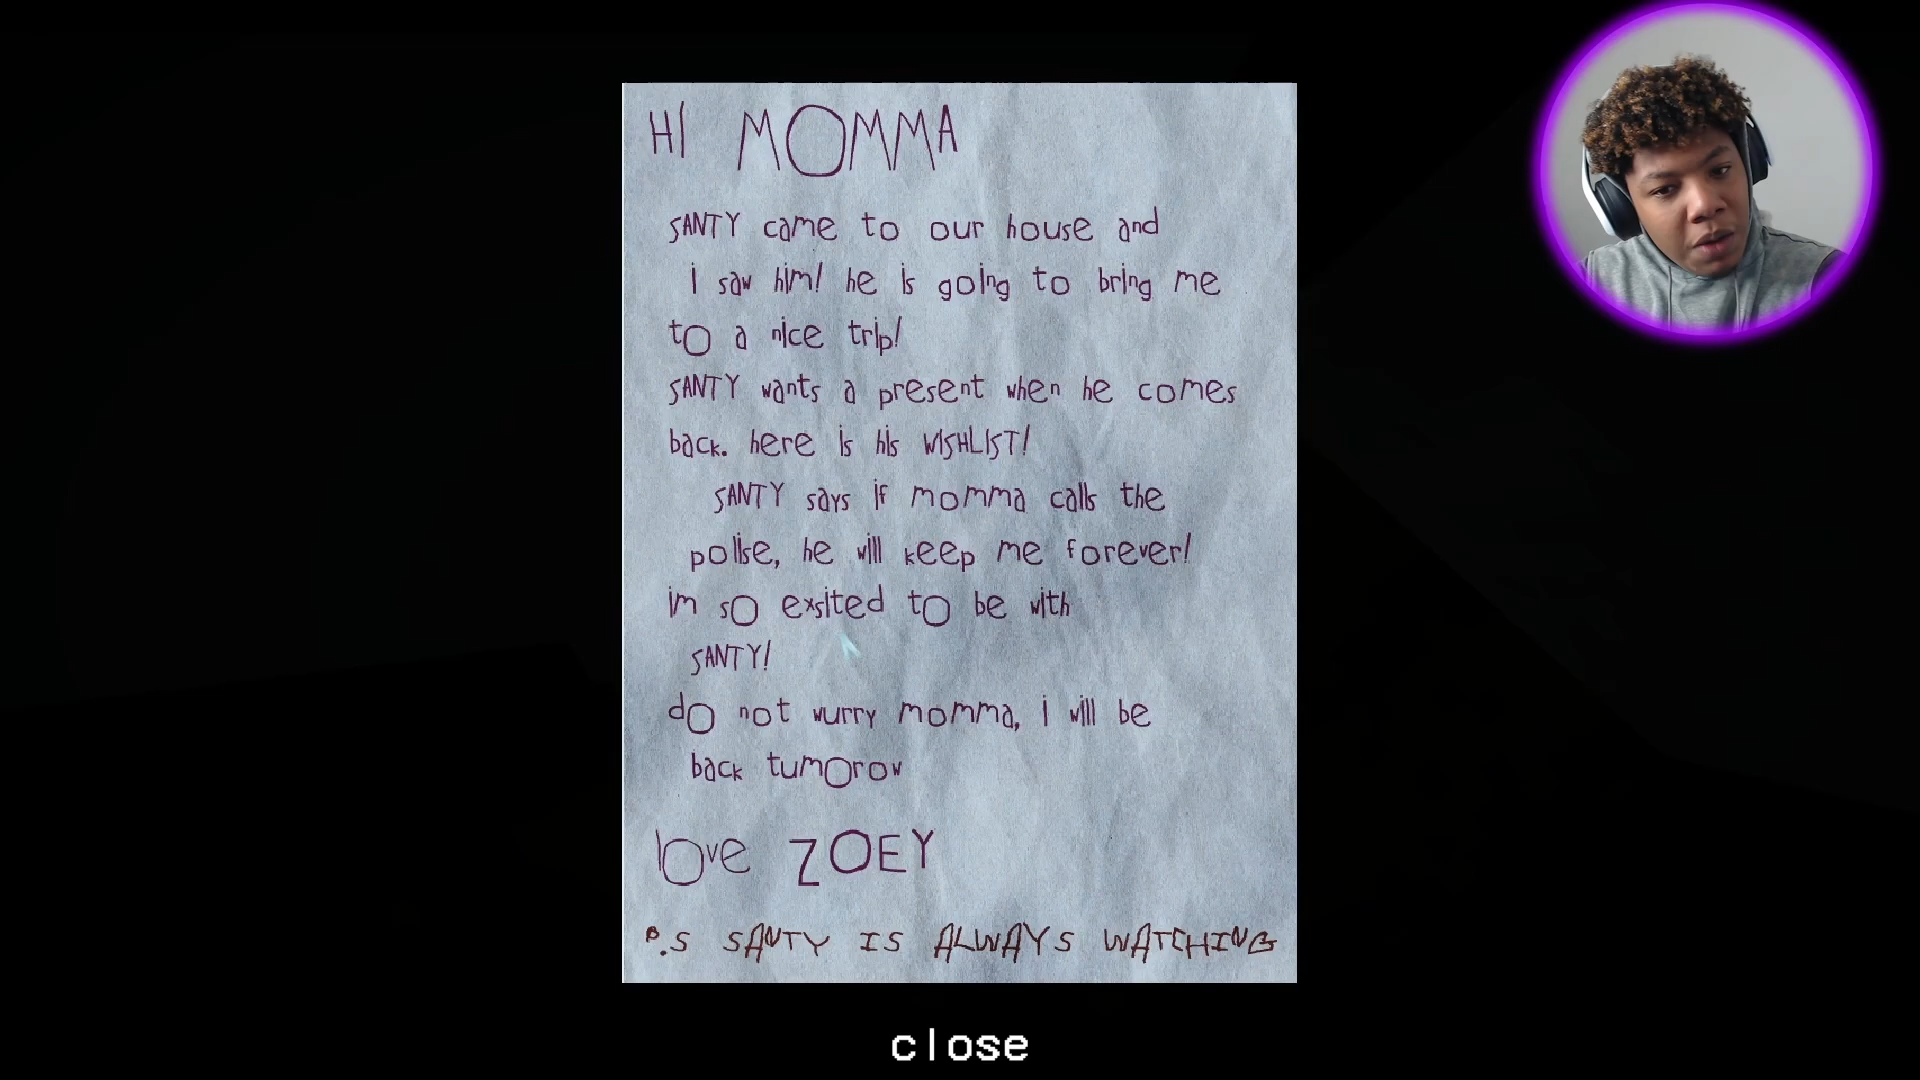 HI MOMMA
SANTY came to our house and
i saw him! he is going to bring me
to a nice trip!
SANTY wants a present when he comes
back. here is his WISHLIST!
SANTY says if momma calls the
polise, he will keep me forever!
im so exsited to be with
SANTY!
do not wurry momma, i will be
back tumorow
love ZOEY
P.S SANTY IS ALWAYS WATCHING
close